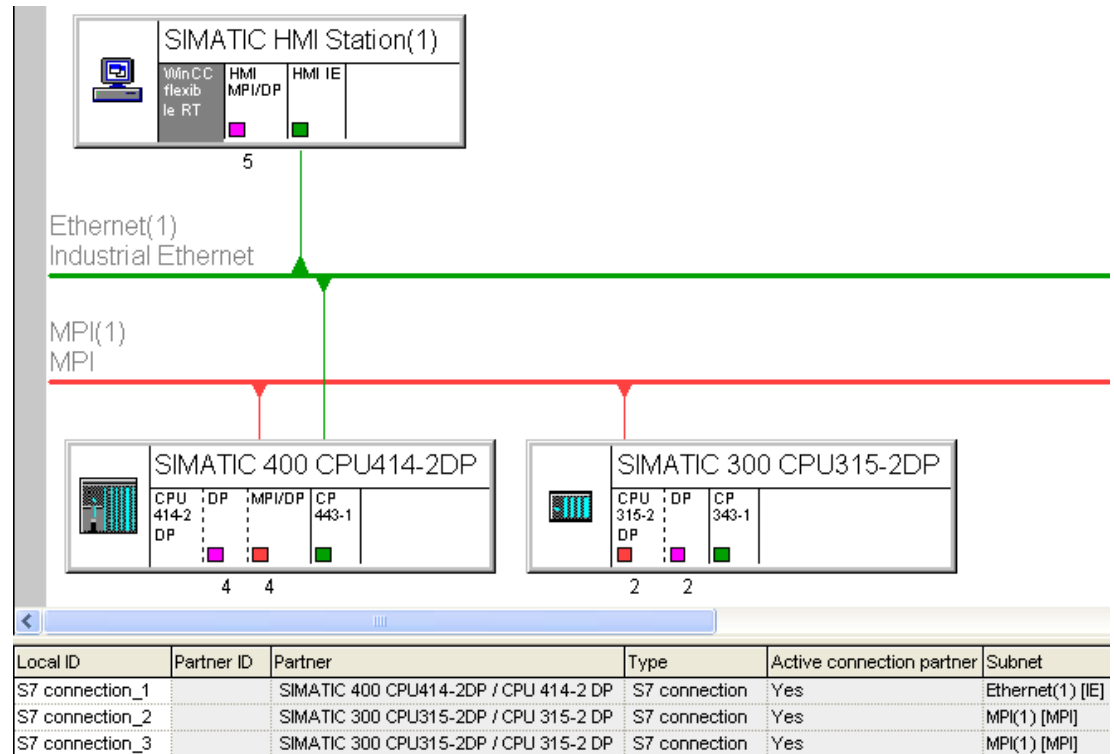 SIMATIC HMI Station(1)
WinCC flexib le RT
HMI MPI/DP
HMI IE
5
Ethernet(1)
Industrial Ethernet
MPI(1)
MPI
SIMATIC 400 CPU414-2DP
CPU 414-2 DP
DP
MPI/DP
CP 443-1
4 4
SIMATIC 300 CPU315-2DP
CPU 315-2 DP
DP
CP 343-1
2 2
Local ID Partner ID Partner Type Active connection partner Subnet
S7 connection_1 SIMATIC 400 CPU414-2DP / CPU 414-2 DP S7 connection Yes Ethernet(1) [IE]
S7 connection_2 SIMATIC 300 CPU315-2DP / CPU 315-2 DP S7 connection Yes MPI(1) [MPI]
S7 connection_3 SIMATIC 300 CPU315-2DP / CPU 315-2 DP S7 connection Yes MPI(1) [MPI]